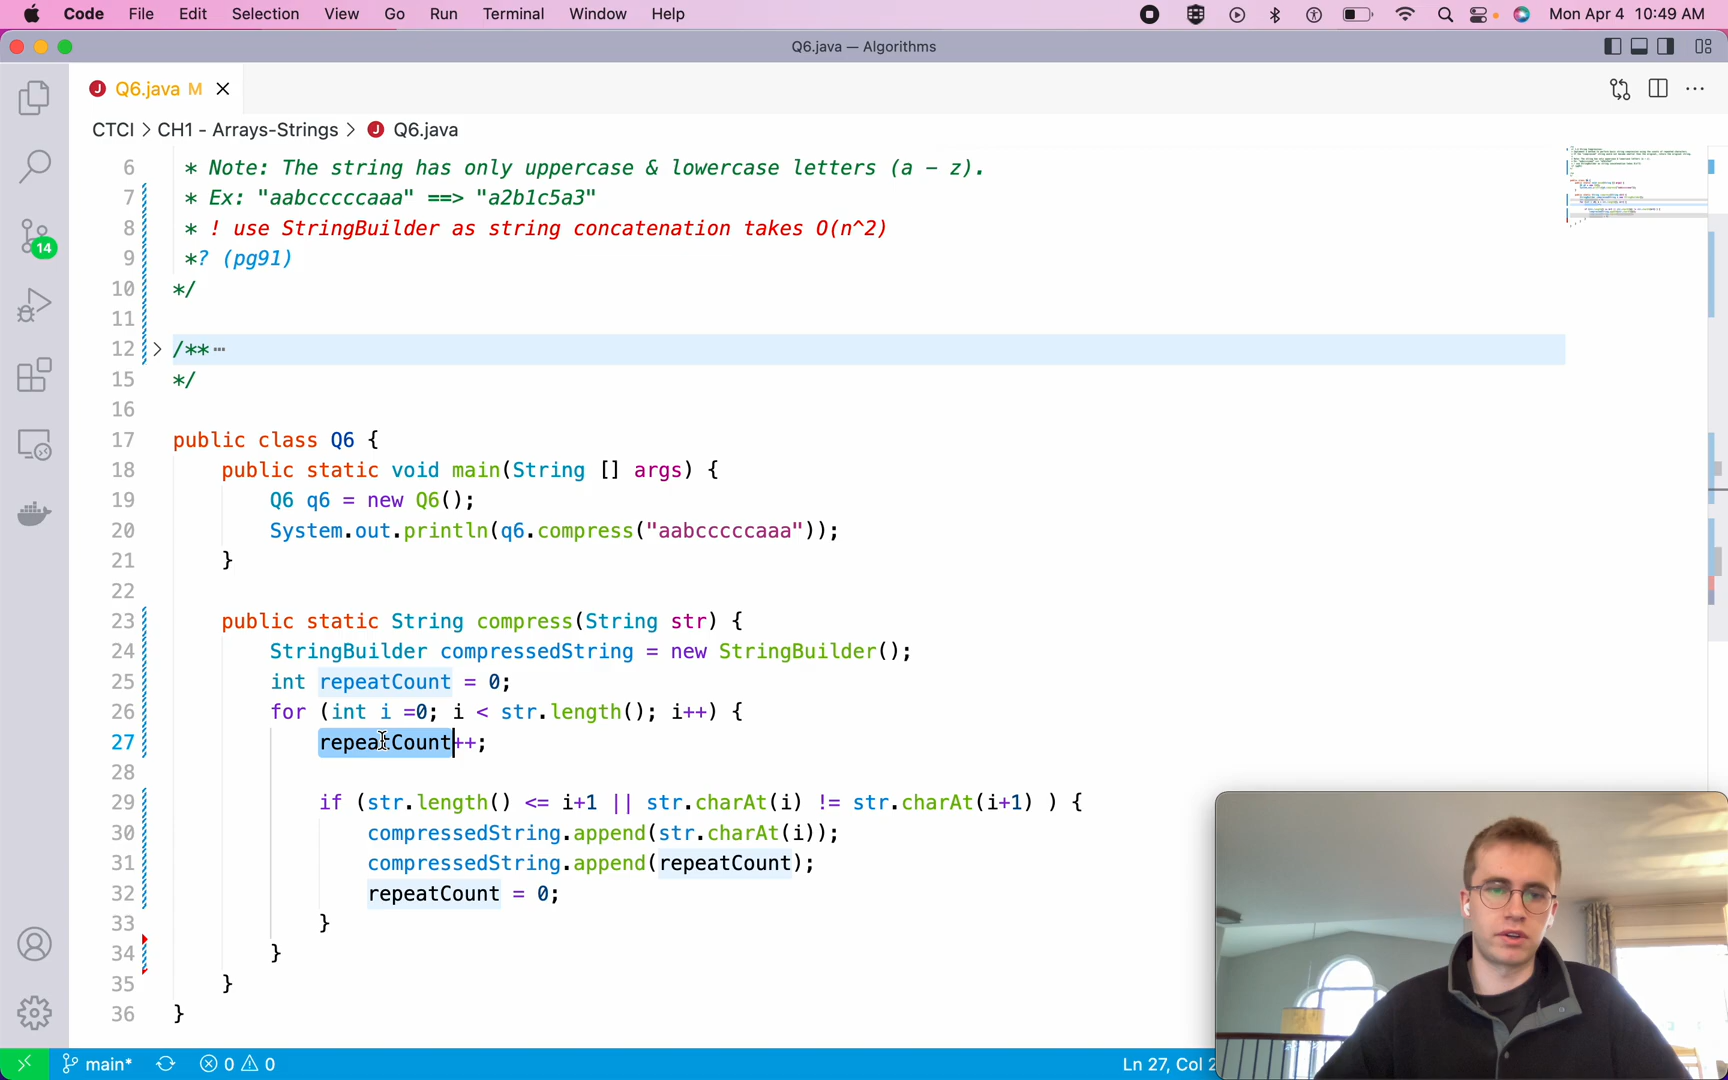 Code File Edit Selection View Go Run Terminal Window Help Mon Apr 4 10:49 AM
Q6.java — Algorithms
J Q6.java M
CTCI > CH1 - Arrays-Strings > J Q6.java
6 * Note: The string has only uppercase & lowercase letters (a - z).
7 * Ex: "aabcccccaaa" ==> "a2b1c5a3"
8 * ! use StringBuilder as string concatenation takes O(n^2)
9 *? (pg91)
10 */
11
12 /** ⋯
15 */
16
17 public class Q6 {
18 public static void main(String [] args) {
19 Q6 q6 = new Q6();
20 System.out.println(q6.compress("aabcccccaaa"));
21 }
22
23 public static String compress(String str) {
24 StringBuilder compressedString = new StringBuilder();
25 int repeatCount = 0;
26 for (int i =0; i < str.length(); i++) {
27 repeatCount++;
28
29 if (str.length() <= i+1 || str.charAt(i) != str.charAt(i+1) ) {
30 compressedString.append(str.charAt(i));
31 compressedString.append(repeatCount);
32 repeatCount = 0;
33 }
34 }
35 }
36 }
14
main* 0 0 Ln 27, Col